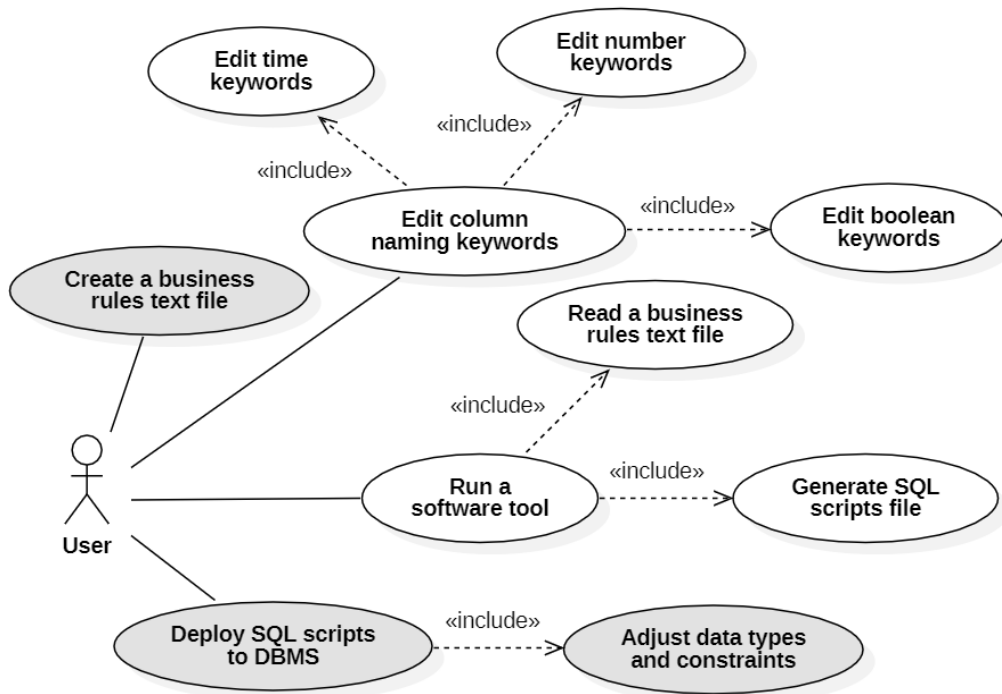 Edit time
keywords
Edit number
keywords
«include»
«include»
Edit column
naming keywords
«include»
Edit boolean
keywords
Create a business
rules text file
Read a business
rules text file
«include»
Run a
software tool
«include»
Generate SQL
scripts file
User
Deploy SQL scripts
to DBMS
«include»
Adjust data types
and constraints